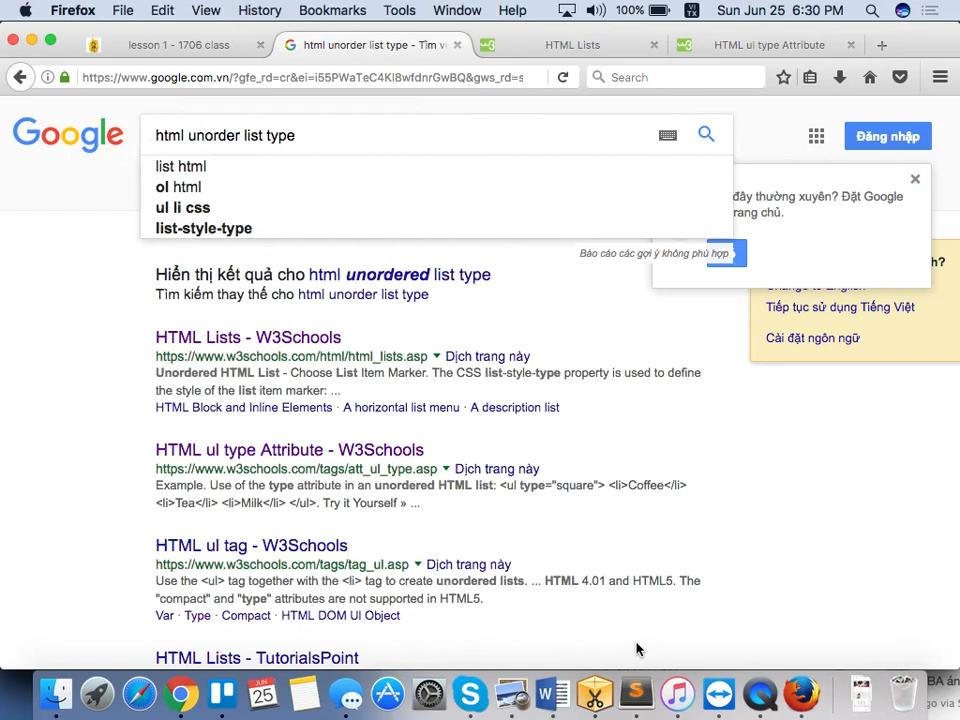 Firefox File Edit View History Bookmarks Tools Window Help 100% VI TX Sun Jun 25 6:30 PM
lesson 1 - 1706 class html unorder list type - Tìm v HTML Lists HTML ul type Attribute
https://www.google.com.vn/?gfe_rd=cr&ei=i55PWaTeC4Kl8wfdnrGwBQ&gws_rd=s Search
Google html unorder list type Đăng nhập
list html
ol html
ul li css
list-style-type
đây thường xuyên? Đặt Google
rang chủ.
Báo cáo các gợi ý không phù hợp
h?
Hiển thị kết quả cho html unordered list type
Tìm kiếm thay thế cho html unorder list type
Change to English
Tiếp tục sử dụng Tiếng Việt
Cài đặt ngôn ngữ
HTML Lists - W3Schools
https://www.w3schools.com/html/html_lists.asp Dịch trang này
Unordered HTML List - Choose List Item Marker. The CSS list-style-type property is used to define
the style of the list item marker: ...
HTML Block and Inline Elements · A horizontal list menu · A description list
HTML ul type Attribute - W3Schools
https://www.w3schools.com/tags/att_ul_type.asp Dịch trang này
Example. Use of the type attribute in an unordered HTML list: <ul type="square"> <li>Coffee</li>
<li>Tea</li> <li>Milk</li> </ul>. Try it Yourself » ...
HTML ul tag - W3Schools
https://www.w3schools.com/tags/tag_ul.asp Dịch trang này
Use the <ul> tag together with the <li> tag to create unordered lists. ... HTML 4.01 and HTML5. The
"compact" and "type" attributes are not supported in HTML5.
Var · Type · Compact · HTML DOM Ul Object
HTML Lists - TutorialsPoint
JUN
25
BA án
go via S